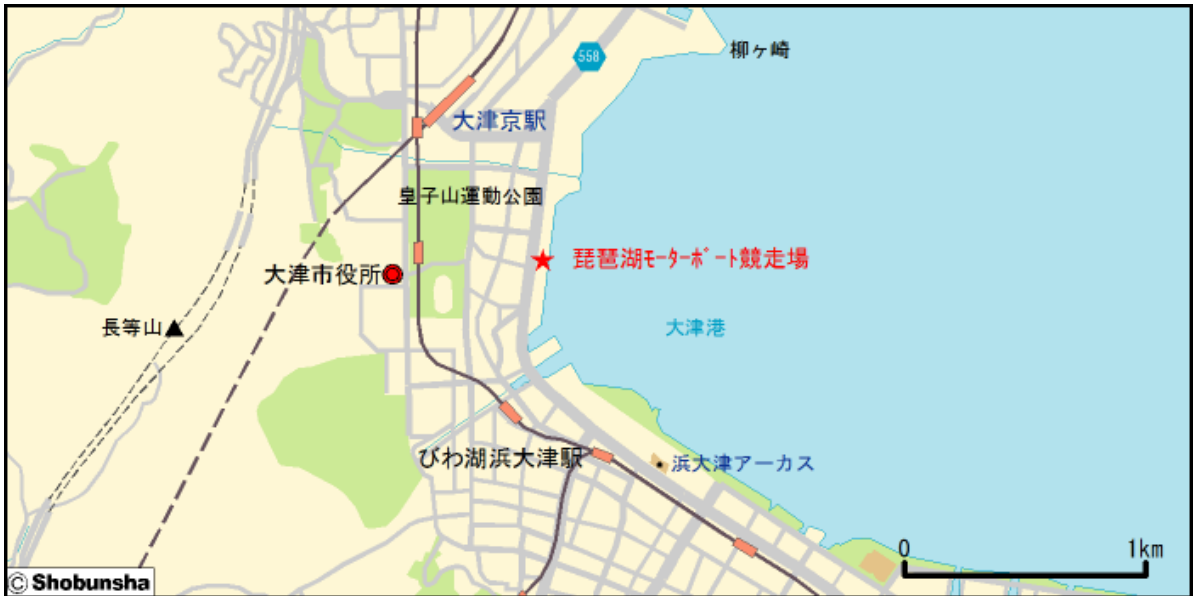 柳ヶ崎
558
大津京駅
皇子山運動公園
琵琶湖ﾓｰﾀｰﾎﾞｰﾄ競走場
大津市役所
長等山
大津港
びわ湖浜大津駅
浜大津アーカス
0 1km
© Shobunsha